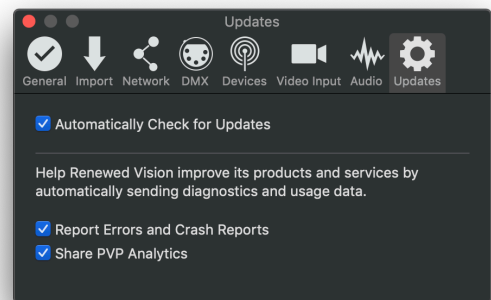 Updates
General Import Network DMX Devices Video Input Audio Updates
Automatically Check for Updates
Help Renewed Vision improve its products and services by
automatically sending diagnostics and usage data.
Report Errors and Crash Reports
Share PVP Analytics